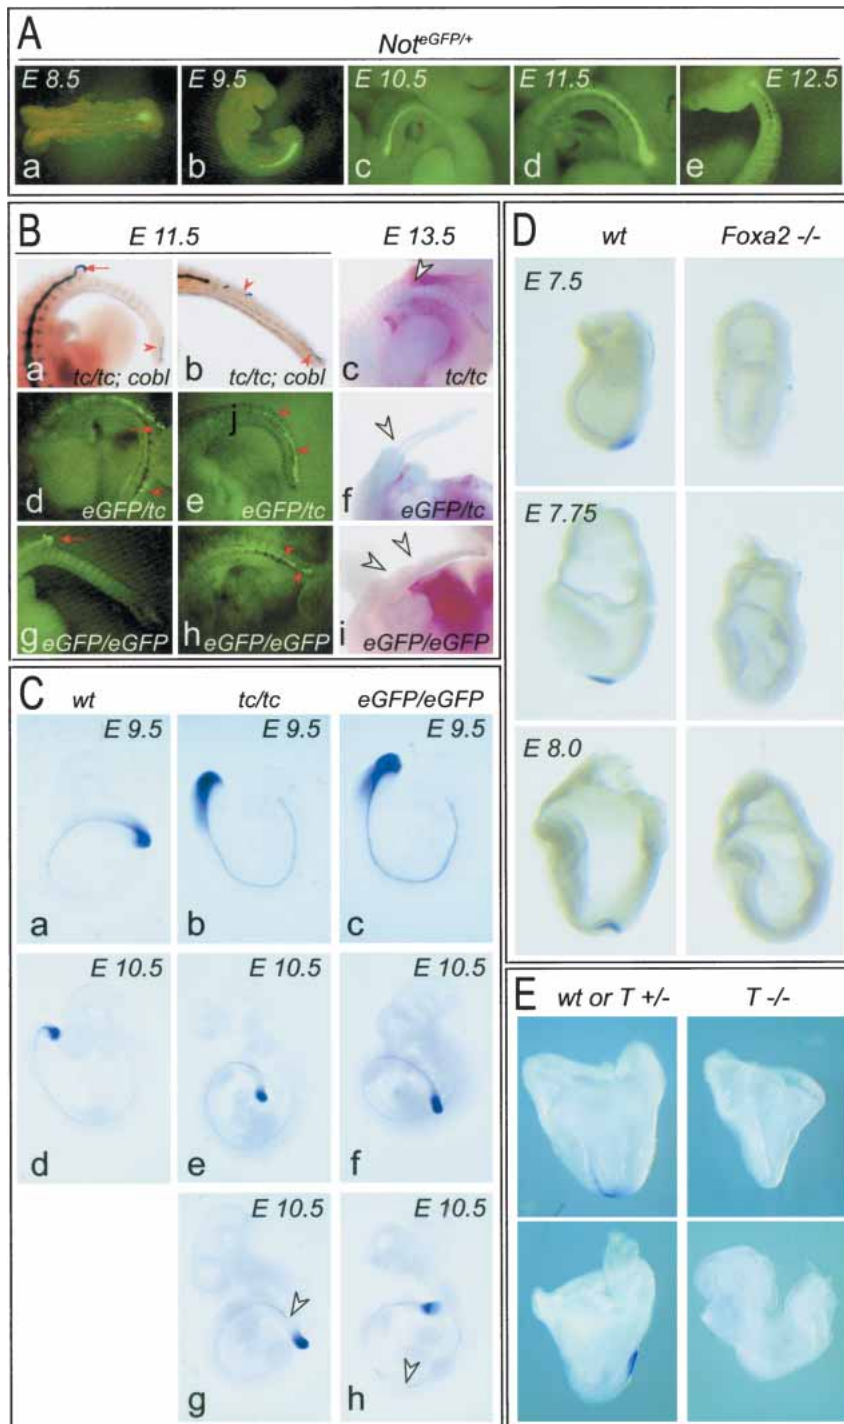 A
Not^eGFP/+
E 8.5 E 9.5 E 10.5 E 11.5 E 12.5
a b c d e
B
E 11.5 E 13.5
a tc/tc; cobl b tc/tc; cobl c tc/tc
d eGFP/tc e j eGFP/tc f eGFP/tc
g eGFP/eGFP h eGFP/eGFP i eGFP/eGFP
C
wt tc/tc eGFP/eGFP
E 9.5 E 9.5 E 9.5
a b c
E 10.5 E 10.5 E 10.5
d e f
E 10.5 E 10.5
g h
D
wt Foxa2 -/-
E 7.5
E 7.75
E 8.0
E
wt or T +/- T -/-